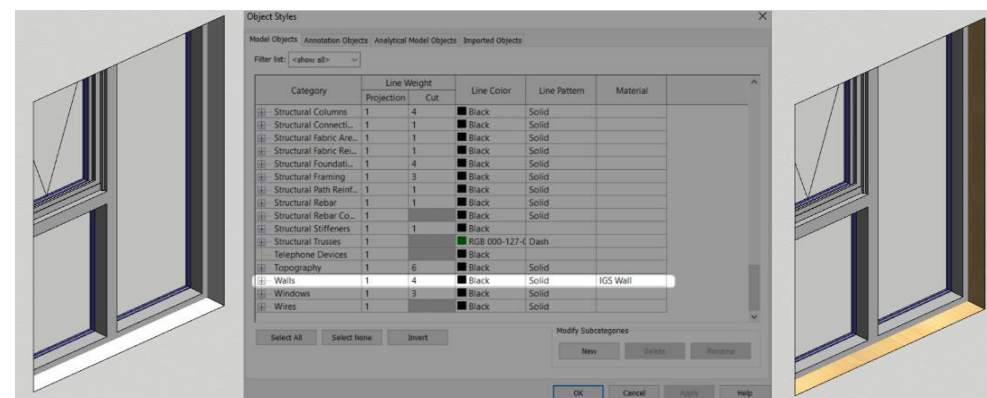 Object Styles
Model Objects Annotation Objects Analytical Model Objects Imported Objects
Filter list: <show all>
Category Line Weight Line Color Line Pattern Material
Projection Cut
Structural Columns 1 4 Black Solid
Structural Connecti... 1 1 Black Solid
Structural Fabric Are... 1 1 Black Solid
Structural Fabric Rei... 1 1 Black Solid
Structural Foundati... 1 4 Black Solid
Structural Framing 1 3 Black Solid
Structural Path Reinf... 1 1 Black Solid
Structural Rebar 1 1 Black Solid
Structural Rebar Co... 1 Black Solid
Structural Stiffeners 1 1 Black
Structural Trusses 1 RGB 000-127-0 Dash
Telephone Devices 1 Black
Topography 1 6 Black Solid
Walls 1 4 Black Solid IGS Wall
Windows 1 3 Black Solid
Wires 1 Black Solid
Select All Select None Invert
Modify Subcategories
New Delete Rename
OK Cancel Apply Help